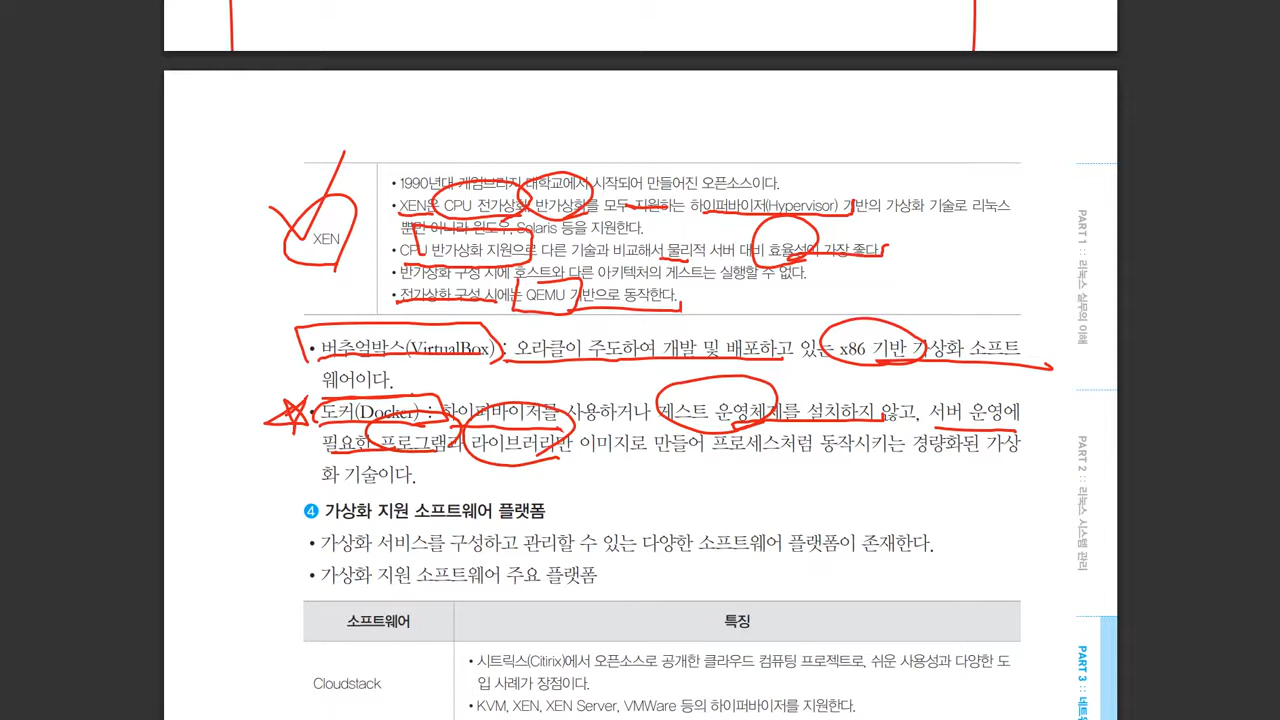 XEN
• 1990년대 캐임브리지 대학교에서 시작되어 만들어진 오픈소스이다.
• XEN은 CPU 전가상화, 반가상화를 모두 지원하는 하이퍼바이저(Hypervisor) 기반의 가상화 기술로 리눅스
뿐만 아니라 윈도우, Solaris 등을 지원한다.
• CPU 반가상화 지원으로 다른 기술과 비교해서 물리적 서버 대비 효율성이 가장 좋다.
• 반가상화 구성 시에 호스트와 다른 아키텍처의 게스트는 실행할 수 없다.
• 전가상화 구성 시에는 QEMU 기반으로 동작한다.
• 버추얼박스(VirtualBox) : 오라클이 주도하여 개발 및 배포하고 있는 x86 기반 가상화 소프트
웨어이다.
• 도커(Docker) : 하이퍼바이저를 사용하거나 게스트 운영체제를 설치하지 않고, 서버 운영에
필요한 프로그램과 라이브러리만 이미지로 만들어 프로세스처럼 동작시키는 경량화된 가상
화 기술이다.
4 가상화 지원 소프트웨어 플랫폼
• 가상화 서비스를 구성하고 관리할 수 있는 다양한 소프트웨어 플랫폼이 존재한다.
• 가상화 지원 소프트웨어 주요 플랫폼
소프트웨어 특징
Cloudstack
• 시트릭스(Citirix)에서 오픈소스로 공개한 클라우드 컴퓨팅 프로젝트로, 쉬운 사용성과 다양한 도
입 사례가 장점이다.
• KVM, XEN, XEN Server, VMWare 등의 하이퍼바이저를 지원한다.
PART 1 :: 리눅스 실무의 이해
PART 2 :: 리눅스 시스템 관리
PART 3 :: 네트워